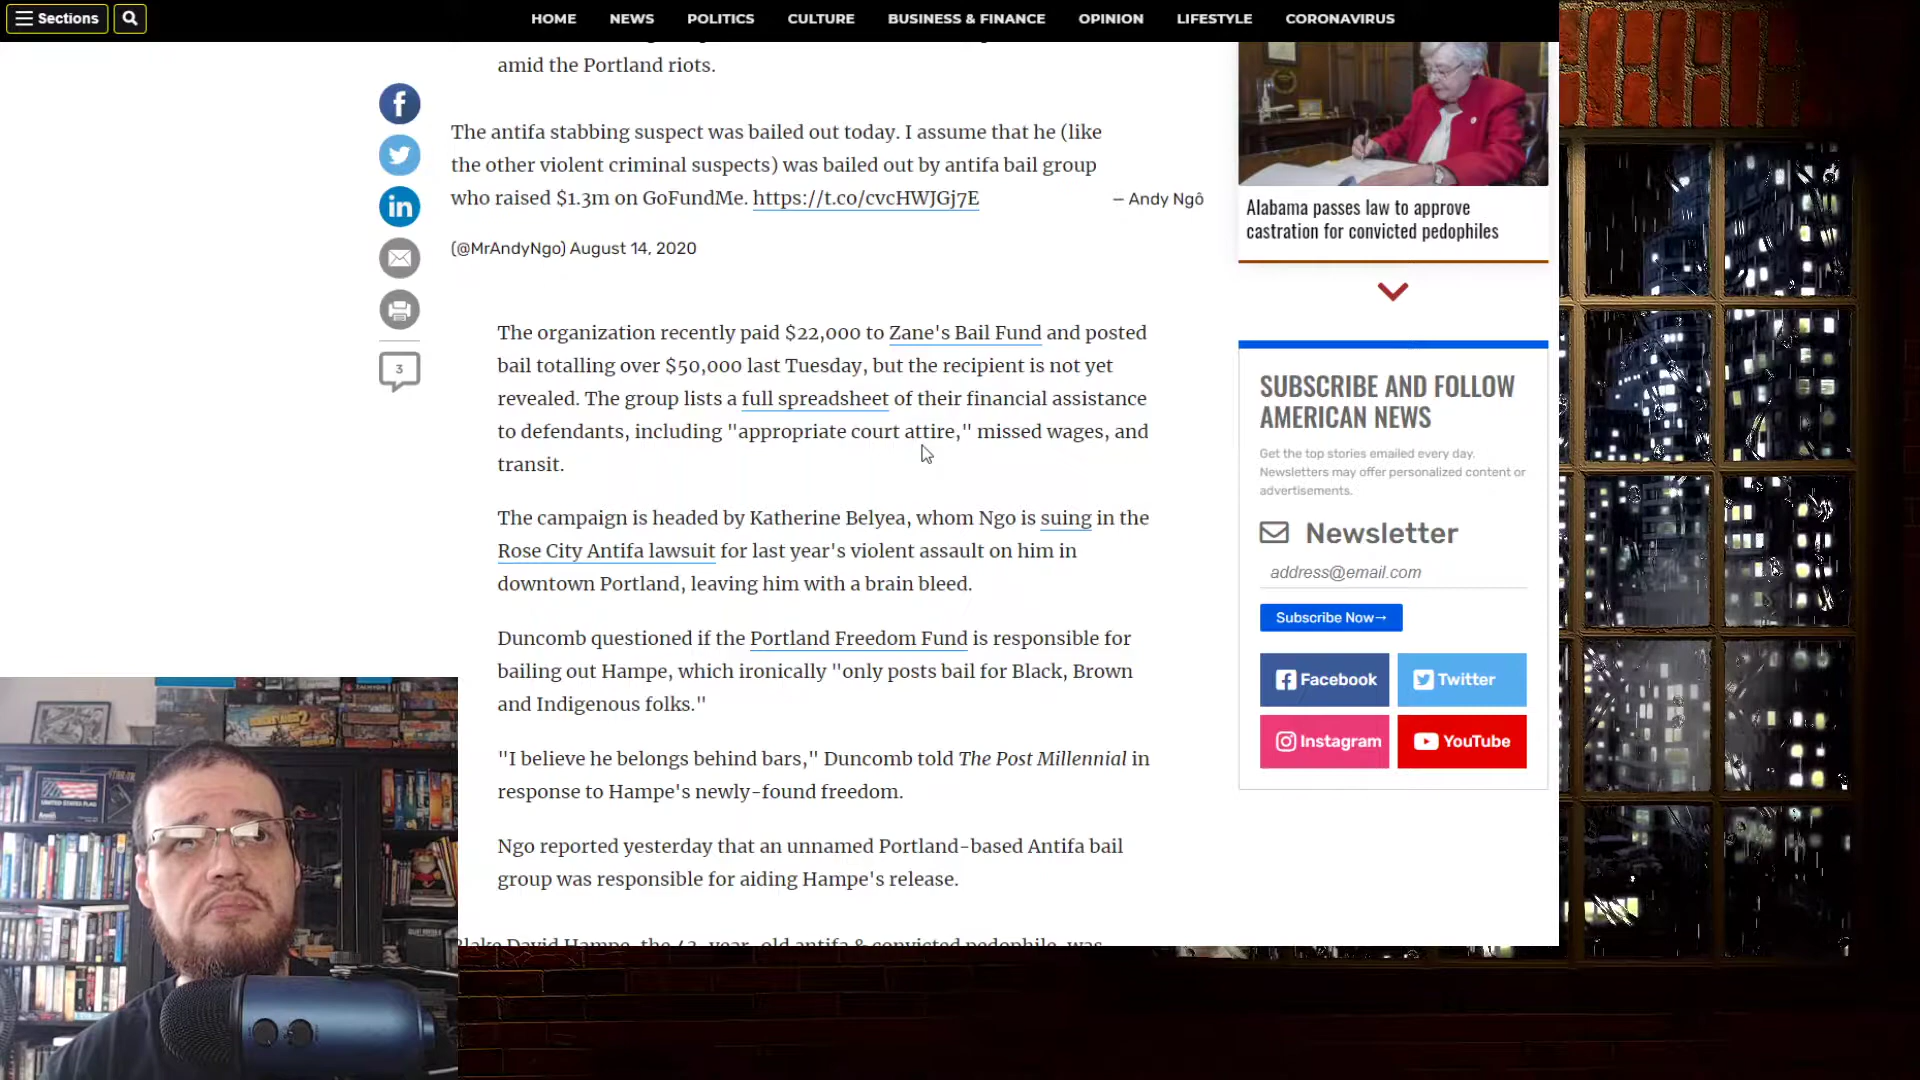 Sections
HOME NEWS POLITICS CULTURE BUSINESS & FINANCE OPINION LIFESTYLE CORONAVIRUS
amid the Portland riots.
The antifa stabbing suspect was bailed out today. I assume that he (like
the other violent criminal suspects) was bailed out by antifa bail group
who raised $1.3m on GoFundMe. https://t.co/cvcHWJGj7E
— Andy Ngô
(@MrAndyNgo) August 14, 2020
3
The organization recently paid $22,000 to Zane's Bail Fund and posted
bail totalling over $50,000 last Tuesday, but the recipient is not yet
revealed. The group lists a full spreadsheet of their financial assistance
to defendants, including "appropriate court attire," missed wages, and
transit.
The campaign is headed by Katherine Belyea, whom Ngo is suing in the
Rose City Antifa lawsuit for last year's violent assault on him in
downtown Portland, leaving him with a brain bleed.
Duncomb questioned if the Portland Freedom Fund is responsible for
bailing out Hampe, which ironically "only posts bail for Black, Brown
and Indigenous folks."
"I believe he belongs behind bars," Duncomb told The Post Millennial in
response to Hampe's newly-found freedom.
Ngo reported yesterday that an unnamed Portland-based Antifa bail
group was responsible for aiding Hampe's release.
Blake David Hampe, the 43-year-old antifa & convicted pedophile, was
Alabama passes law to approve
castration for convicted pedophiles
SUBSCRIBE AND FOLLOW
AMERICAN NEWS
Get the top stories emailed every day.
Newsletters may offer personalized content or
advertisements.
Newsletter
address@email.com
Subscribe Now→
Facebook
Twitter
Instagram
YouTube
UNITED STATES FLAG